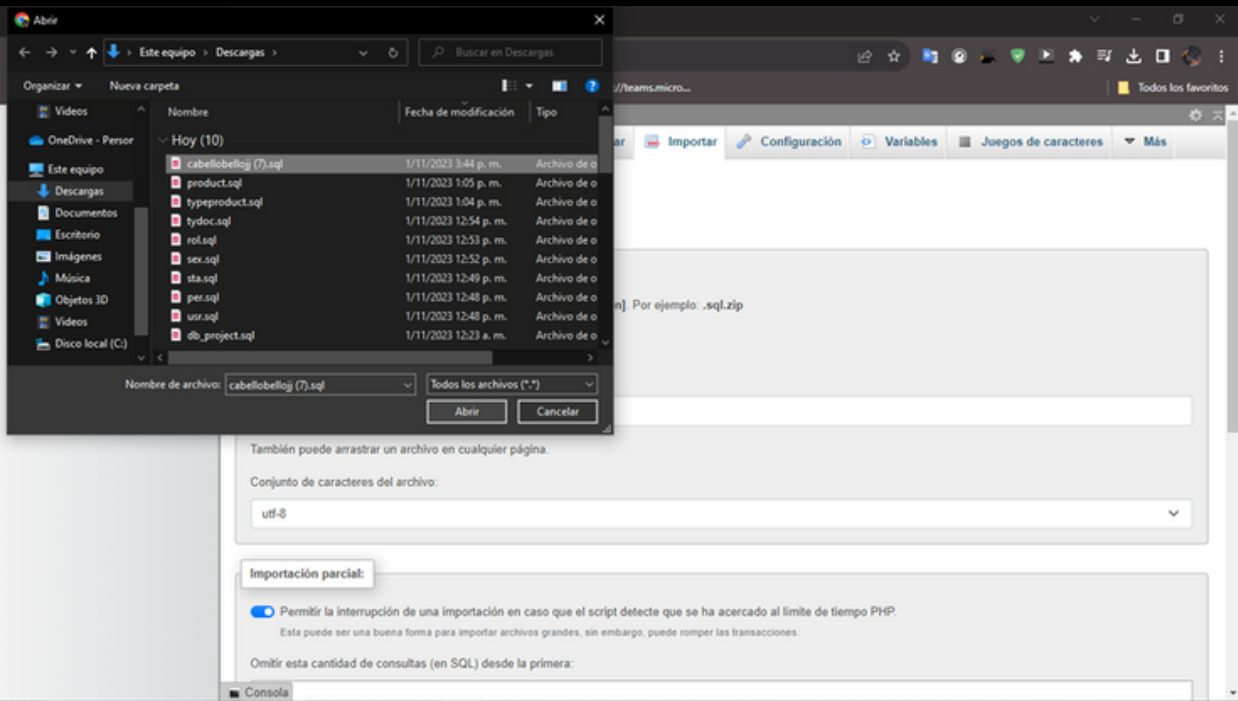 Abrir
Este equipo > Descargas >
Buscar en Descargas
Organizar
Nueva carpeta
Videos
OneDrive - Person
Este equipo
Descargas
Documentos
Escritorio
Imágenes
Música
Objetos 3D
Videos
Disco local (C:)
Nombre Fecha de modificación Tipo
Hoy (10)
cabellobellojj (7).sql 1/11/2023 3:44 p. m. Archivo de o
product.sql 1/11/2023 1:05 p. m. Archivo de o
typeproduct.sql 1/11/2023 1:04 p. m. Archivo de o
tydoc.sql 1/11/2023 12:54 p. m. Archivo de o
rol.sql 1/11/2023 12:53 p. m. Archivo de o
sex.sql 1/11/2023 12:52 p. m. Archivo de o
sta.sql 1/11/2023 12:49 p. m. Archivo de o
per.sql 1/11/2023 12:48 p. m. Archivo de o
usr.sql 1/11/2023 12:48 p. m. Archivo de o
db_project.sql 1/11/2023 12:23 a. m. Archivo de o
Nombre de archivo: cabellobellojj (7).sql Todos los archivos (*.*)
Abrir Cancelar
://teams.micro... Todos los favoritos
ar Importar Configuración Variables Juegos de caracteres Más
n]. Por ejemplo: .sql.zip
También puede arrastrar un archivo en cualquier página.
Conjunto de caracteres del archivo:
utf-8
Importación parcial:
Permitir la interrupción de una importación en caso que el script detecte que se ha acercado al límite de tiempo PHP.
Esta puede ser una buena forma para importar archivos grandes, sin embargo, puede romper las transacciones.
Omitir esta cantidad de consultas (en SQL) desde la primera:
Consola